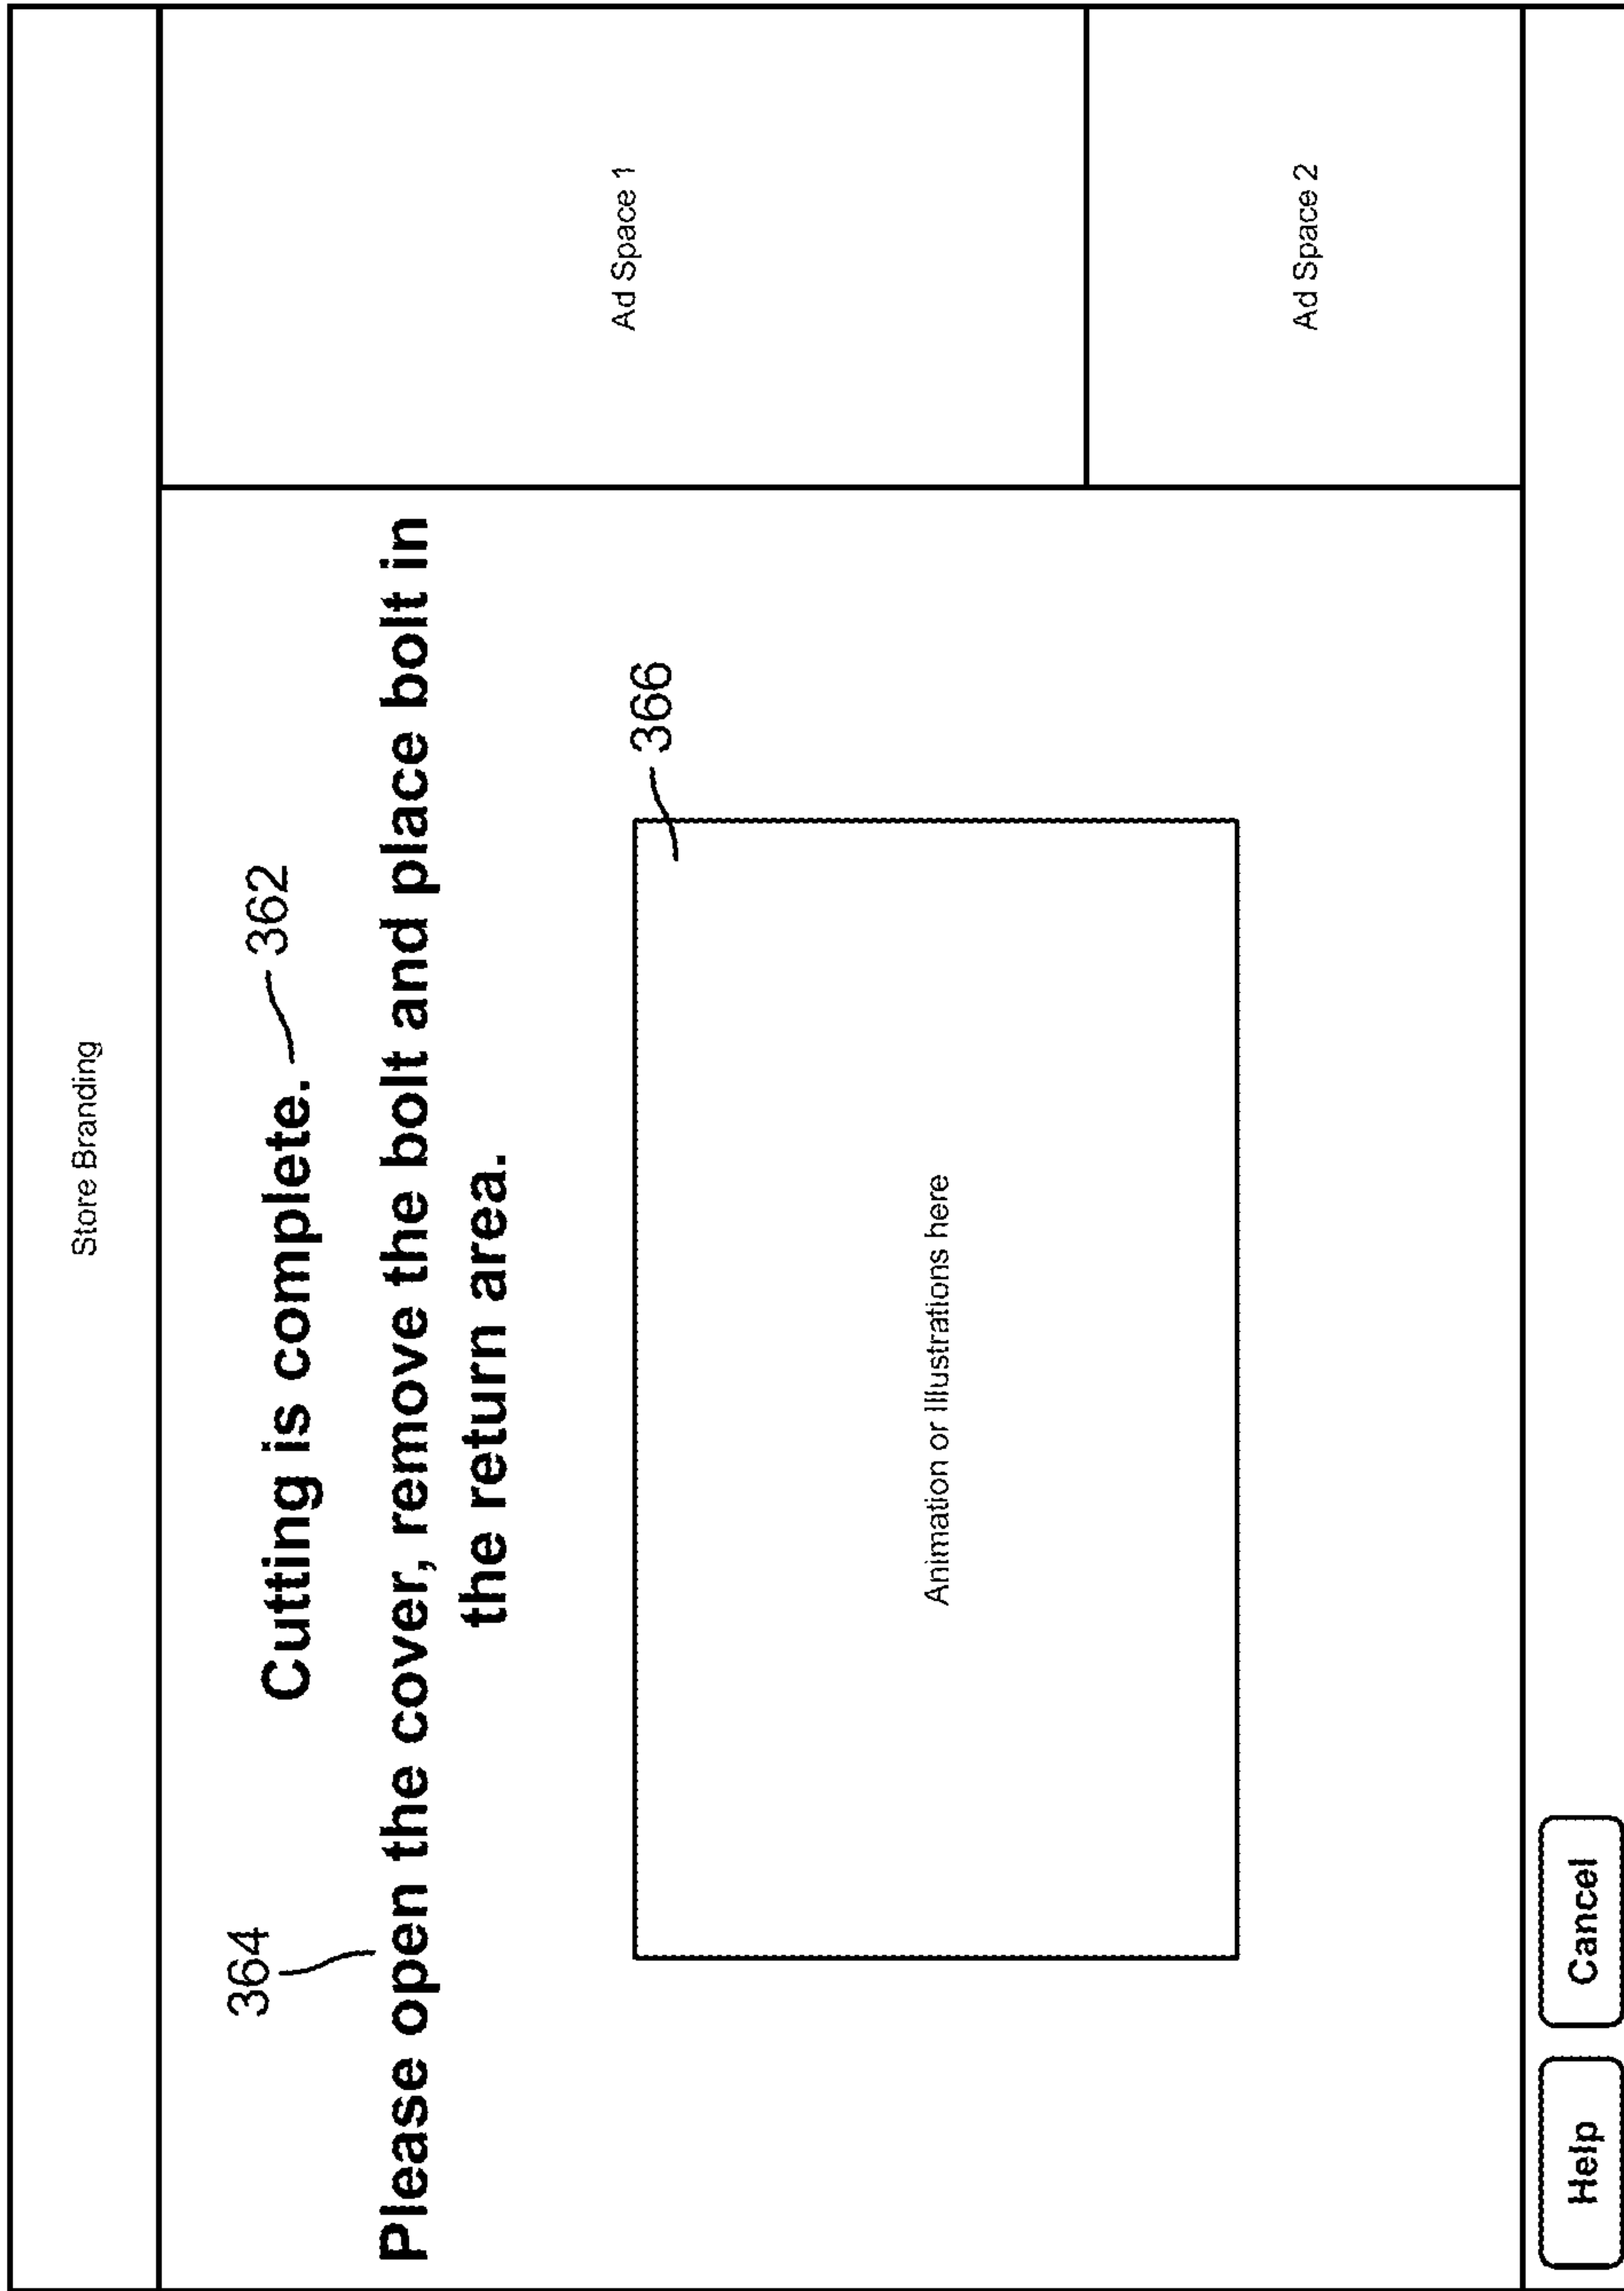 Store Branding
Cutting is complete.
362
364
Please open the cover, remove the bolt and place bolt in
the return area.
366
Animation or Illustrations here
Ad Space 1
Ad Space 2
Help
Cancel